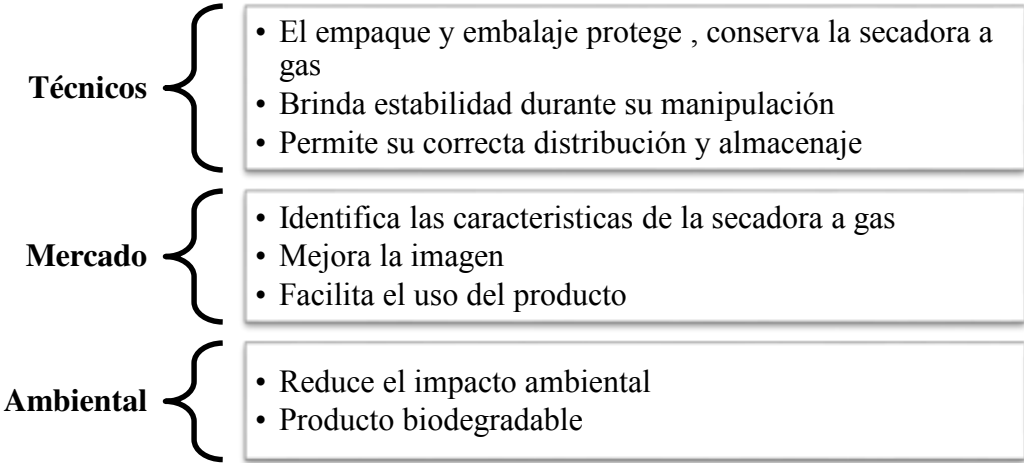 Técnicos
• El empaque y embalaje protege , conserva la secadora a
gas
• Brinda estabilidad durante su manipulación
• Permite su correcta distribución y almacenaje
Mercado
• Identifica las caracteristicas de la secadora a gas
• Mejora la imagen
• Facilita el uso del producto
Ambiental
• Reduce el impacto ambiental
• Producto biodegradable